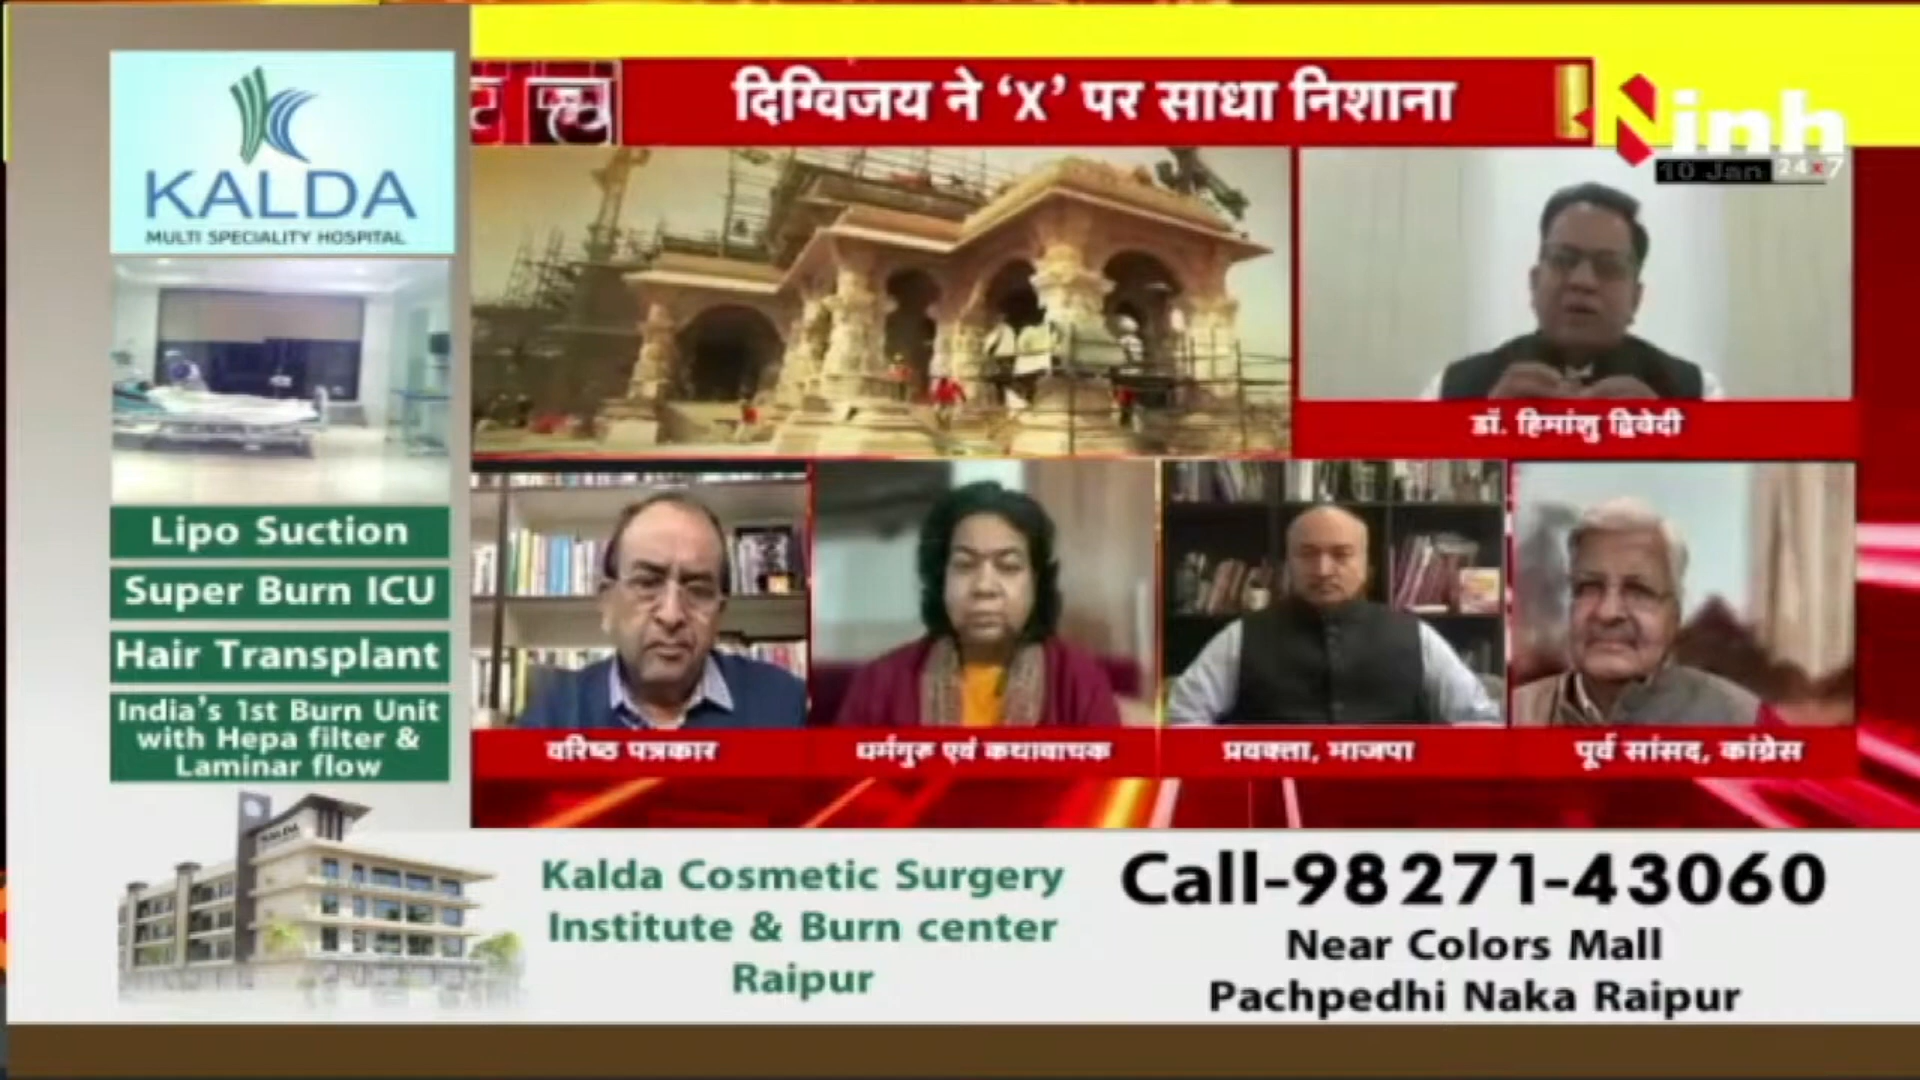 KALDA
MULTI SPECIALITY HOSPITAL
Lipo Suction
Super Burn ICU
Hair Transplant
India's 1st Burn Unit
with Hepa filter &
Laminar flow
दिग्विजय ने ‘X’ पर साधा निशाना
inh
10 Jan 24x7
डॉ. हिमांशु द्विवेदी
वरिष्ठ पत्रकार
धर्मगुरू एवं कथावाचक
प्रवक्ता, भाजपा
पूर्व सांसद, कांग्रेस
KALDA
Kalda Cosmetic Surgery
Institute & Burn center
Raipur
Call-98271-43060
Near Colors Mall
Pachpedhi Naka Raipur